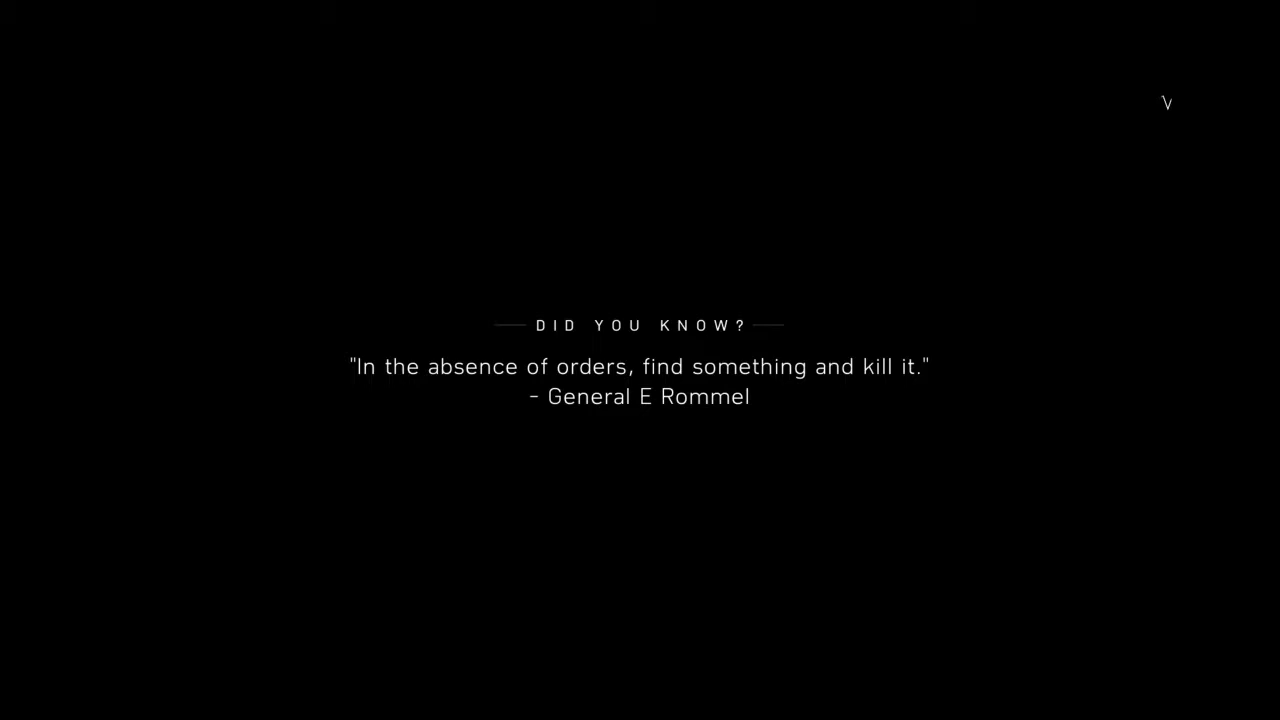 V
DID YOU KNOW?
"In the absence of orders, find something and kill it."
- General E Rommel